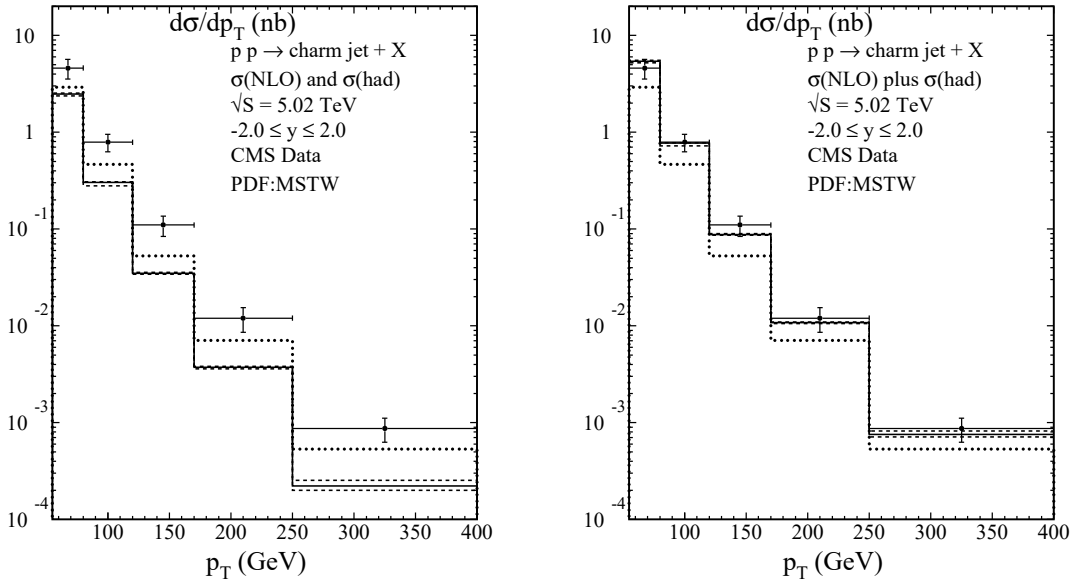 dσ/dp_T (nb)
p p → charm jet + X
σ(NLO) and σ(had)
√S = 5.02 TeV
-2.0 ≤ y ≤ 2.0
CMS Data
PDF:MSTW
10
1
10^-1
10^-2
10^-3
10^-4
100 150 200 250 300 350 400
p_T (GeV)
dσ/dp_T (nb)
p p → charm jet + X
σ(NLO) plus σ(had)
√S = 5.02 TeV
-2.0 ≤ y ≤ 2.0
CMS Data
PDF:MSTW
10
1
10^-1
10^-2
10^-3
10^-4
100 150 200 250 300 350 400
p_T (GeV)